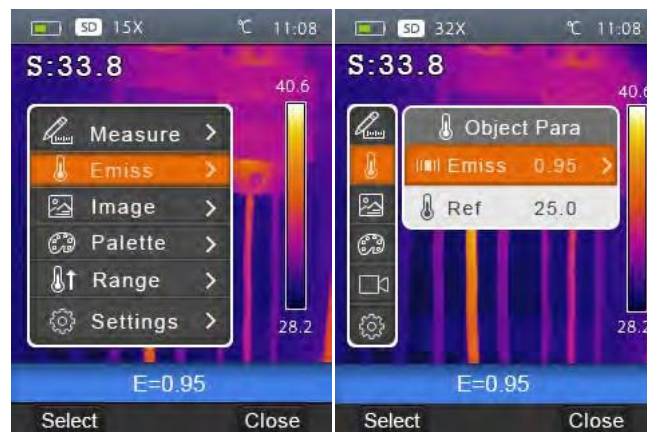 SD 15X ℃ 11:08
S:33.8
40.6
Measure >
Emiss >
Image >
Palette >
Range >
Settings >
28.2
E=0.95
Select Close
SD 32X ℃ 11:08
S:33.8
40.6
Object Para
Emiss 0.95 >
Ref 25.0
28.2
E=0.95
Select Close